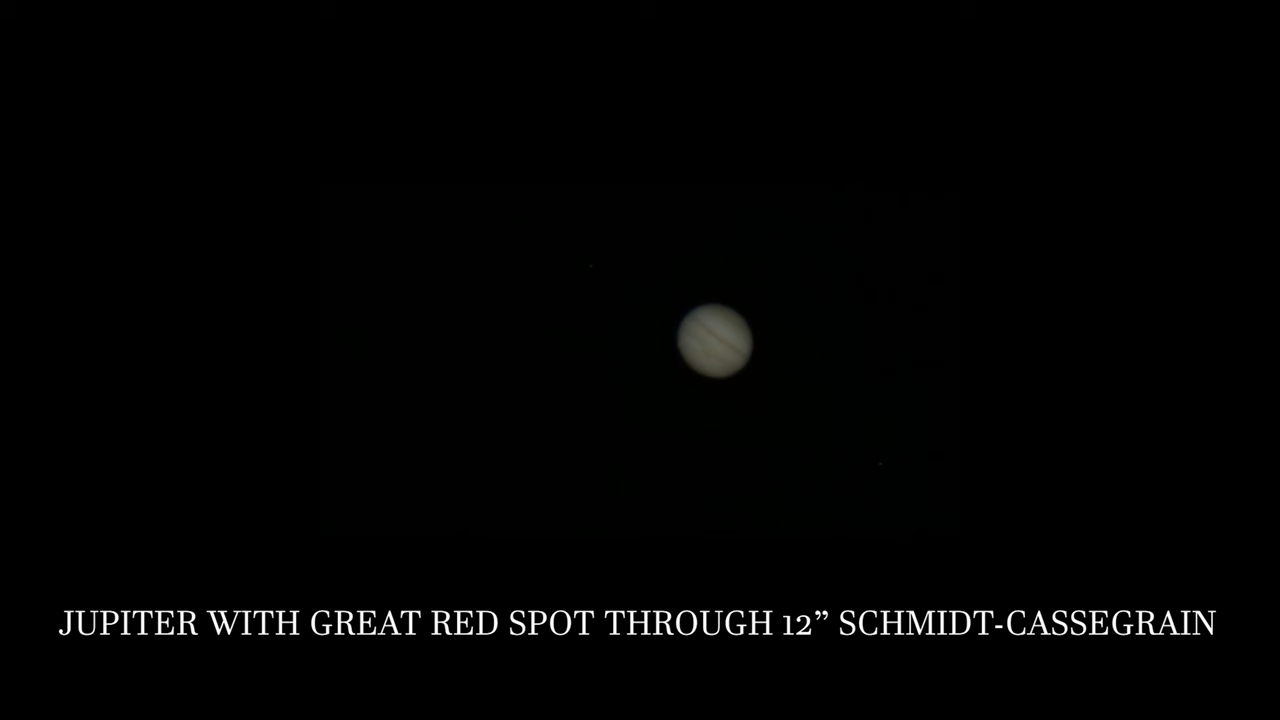 JUPITER WITH GREAT RED SPOT THROUGH 12” SCHMIDT-CASSEGRAIN